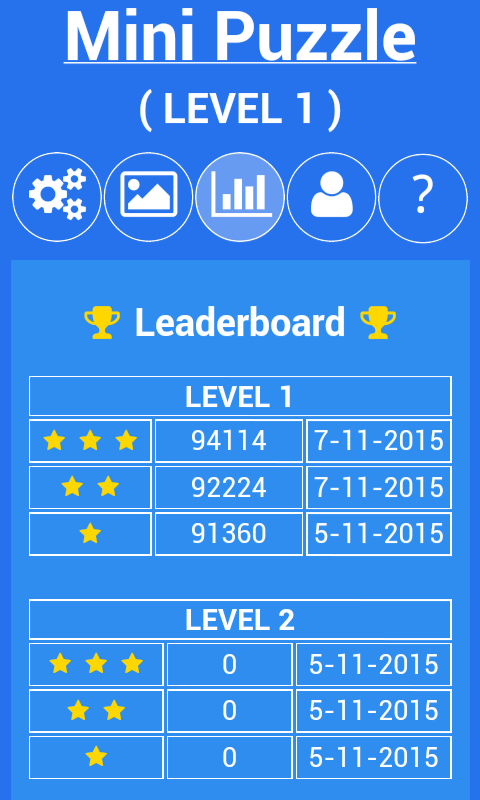 Mini Puzzle
( LEVEL 1 )
?
Leaderboard
LEVEL 1
94114 7-11-2015
92224 7-11-2015
91360 5-11-2015
LEVEL 2
0 5-11-2015
0 5-11-2015
0 5-11-2015